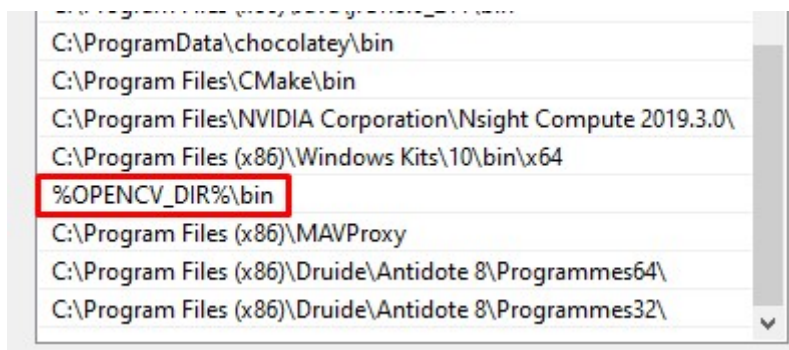 C:\ProgramData\chocolatey\bin
C:\Program Files\CMake\bin
C:\Program Files\NVIDIA Corporation\Nsight Compute 2019.3.0\
C:\Program Files (x86)\Windows Kits\10\bin\x64
%OPENCV_DIR%\bin
C:\Program Files (x86)\MAVProxy
C:\Program Files (x86)\Druide\Antidote 8\Programmes64\
C:\Program Files (x86)\Druide\Antidote 8\Programmes32\